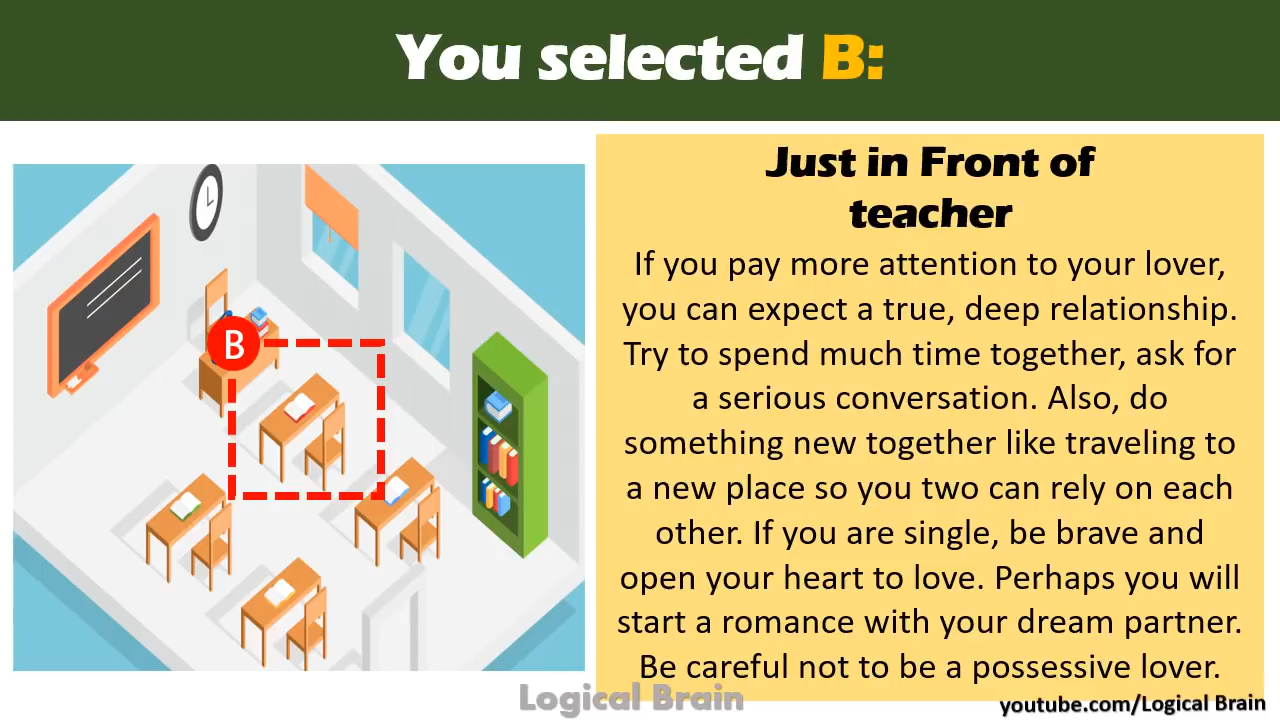 You selected B:
B
Just in Front of
teacher
If you pay more attention to your lover,
you can expect a true, deep relationship.
Try to spend much time together, ask for
a serious conversation. Also, do
something new together like traveling to
a new place so you two can rely on each
other. If you are single, be brave and
open your heart to love. Perhaps you will
start a romance with your dream partner.
Be careful not to be a possessive lover.
Logical Brain
youtube.com/Logical Brain